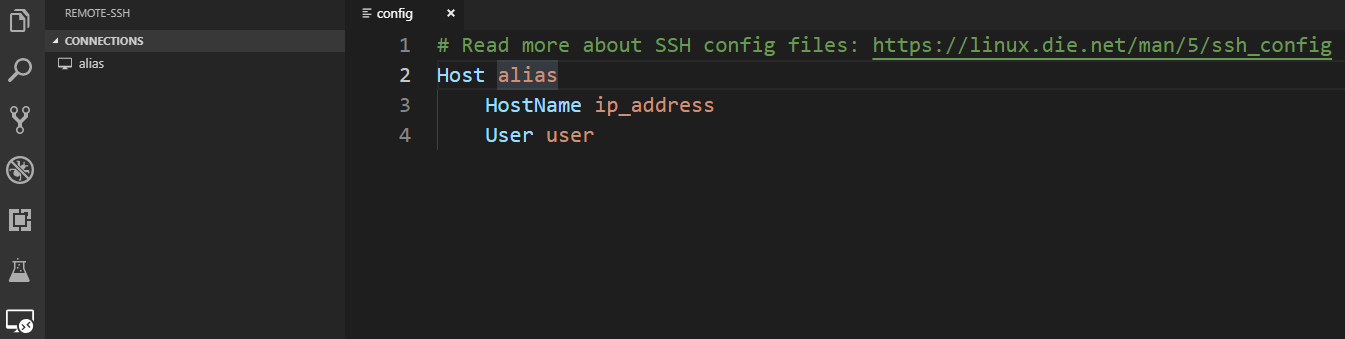 REMOTE-SSH
CONNECTIONS
alias
config
1 # Read more about SSH config files: https://linux.die.net/man/5/ssh_config
2 Host alias
3 HostName ip_address
4 User user